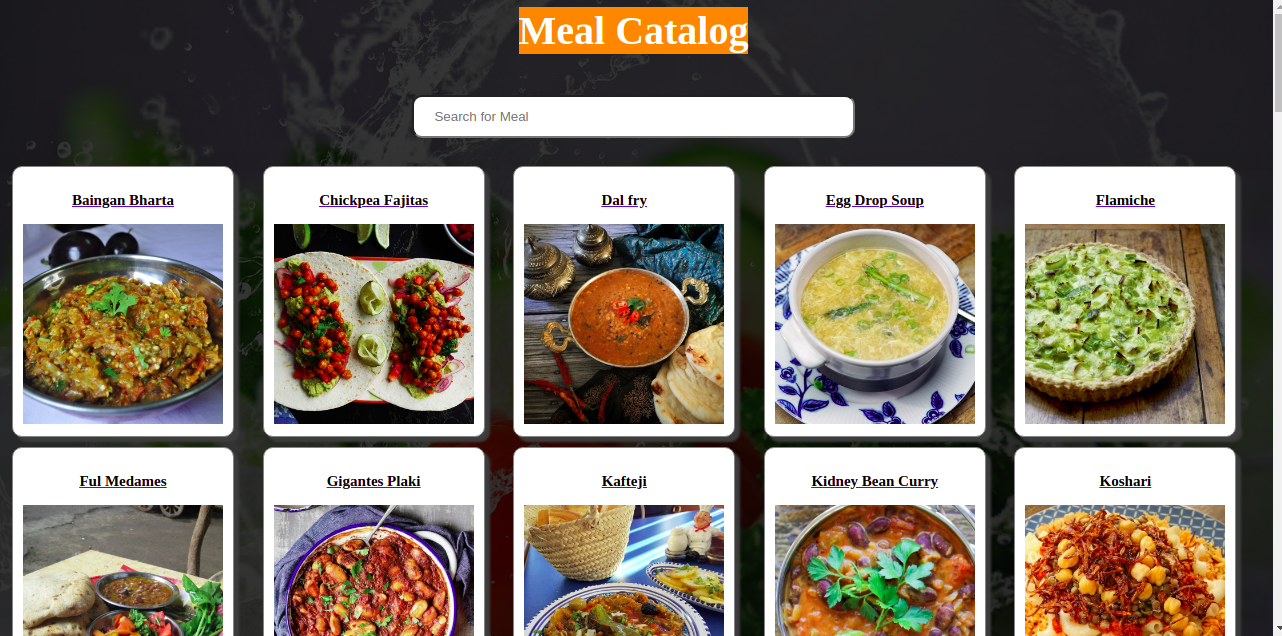 Meal Catalog
Search for Meal
Baingan Bharta
Chickpea Fajitas
Dal fry
Egg Drop Soup
Flamiche
Ful Medames
Gigantes Plaki
Kafteji
Kidney Bean Curry
Koshari